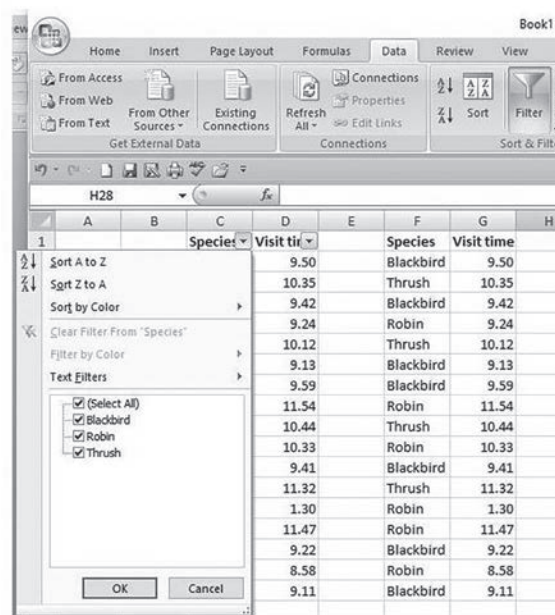 Book1
Home Insert Page Layout Formulas Data Review View
From Access
From Web
From Text
From Other Sources
Existing Connections
Get External Data
Refresh All
Connections
Properties
Edit Links
Connections
Sort
Filter
Sort & Filt
H28
fx
A B C D E F G H
1 Species Visit tin Species Visit time
9.50 Blackbird 9.50
10.35 Thrush 10.35
9.42 Blackbird 9.42
9.24 Robin 9.24
10.12 Thrush 10.12
9.13 Blackbird 9.13
9.59 Blackbird 9.59
11.54 Robin 11.54
10.44 Thrush 10.44
10.33 Robin 10.33
9.41 Blackbird 9.41
11.32 Thrush 11.32
1.30 Robin 1.30
11.47 Robin 11.47
9.22 Blackbird 9.22
8.58 Robin 8.58
9.11 Blackbird 9.11
Sort A to Z
Sort Z to A
Sort by Color
Clear Filter From "Species"
Filter by Color
Text Filters
(Select All)
Blackbird
Robin
Thrush
OK Cancel